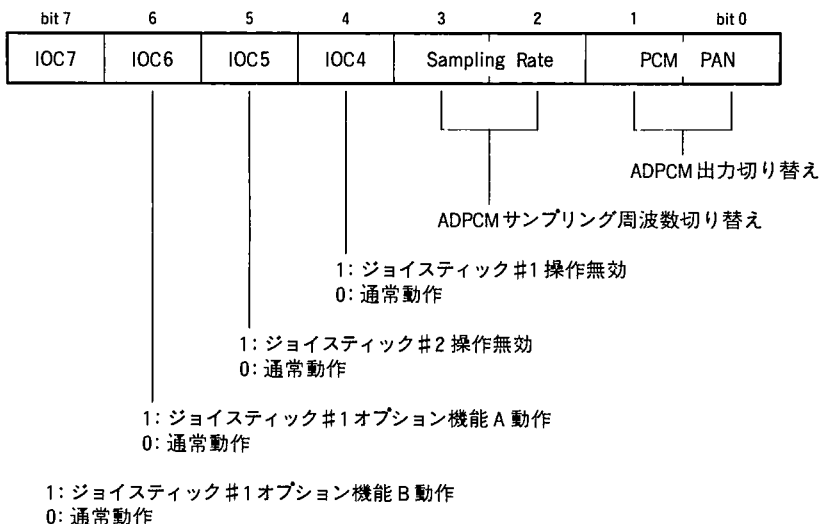 bit 7 6 5 4 3 2 1 bit 0
IOC7 IOC6 IOC5 IOC4 Sampling Rate PCM PAN
ADPCM出力切り替え
ADPCMサンプリング周波数切り替え
1: ジョイスティック♯1操作無効
0: 通常動作
1: ジョイスティック♯2操作無効
0: 通常動作
1: ジョイスティック♯1オプション機能A動作
0: 通常動作
1: ジョイスティック♯1オプション機能B動作
0: 通常動作